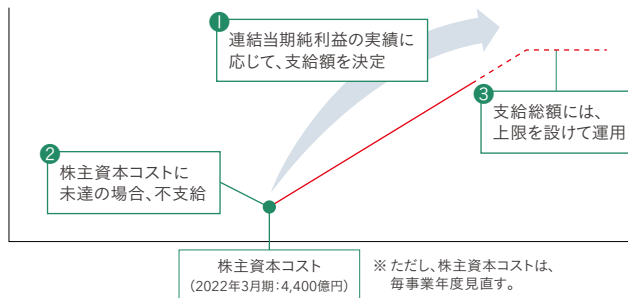 1
連結当期純利益の実績に
応じて、支給額を決定
3
支給総額には、
上限を設けて運用
2
株主資本コストに
未達の場合、不支給
株主資本コスト
(2022年3月期:4,400億円)
※ ただし、株主資本コストは、
毎事業年度見直す。